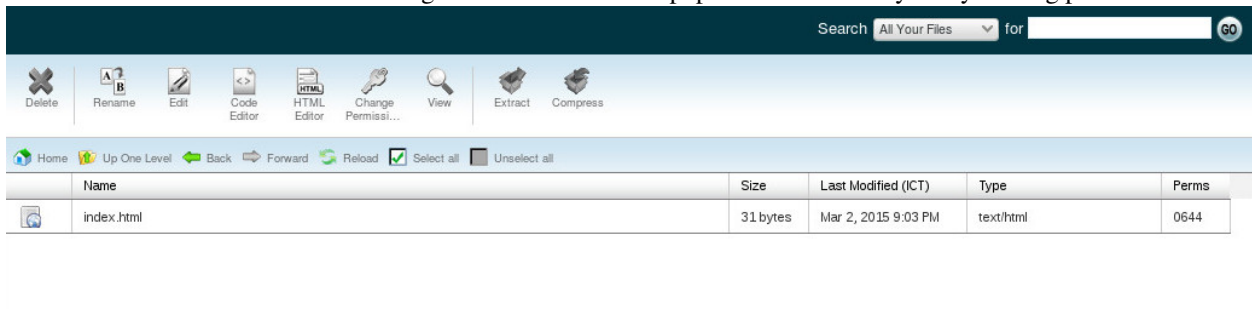 Search All Your Files for GO
Delete Rename Edit Code Editor HTML Editor Change Permissi... View Extract Compress
Home Up One Level Back Forward Reload Select all Unselect all
Name Size Last Modified (ICT) Type Perms
index.html 31 bytes Mar 2, 2015 9:03 PM text/html 0644